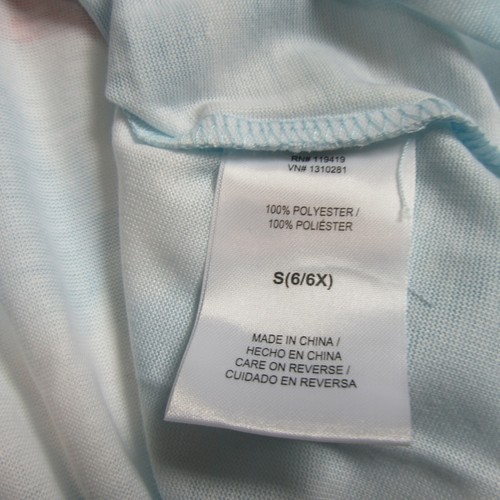 RN# 119419
VN# 1310281
100% POLYESTER /
100% POLIÉSTER
S(6/6X)
MADE IN CHINA /
HECHO EN CHINA
CARE ON REVERSE /
CUIDADO EN REVERSA